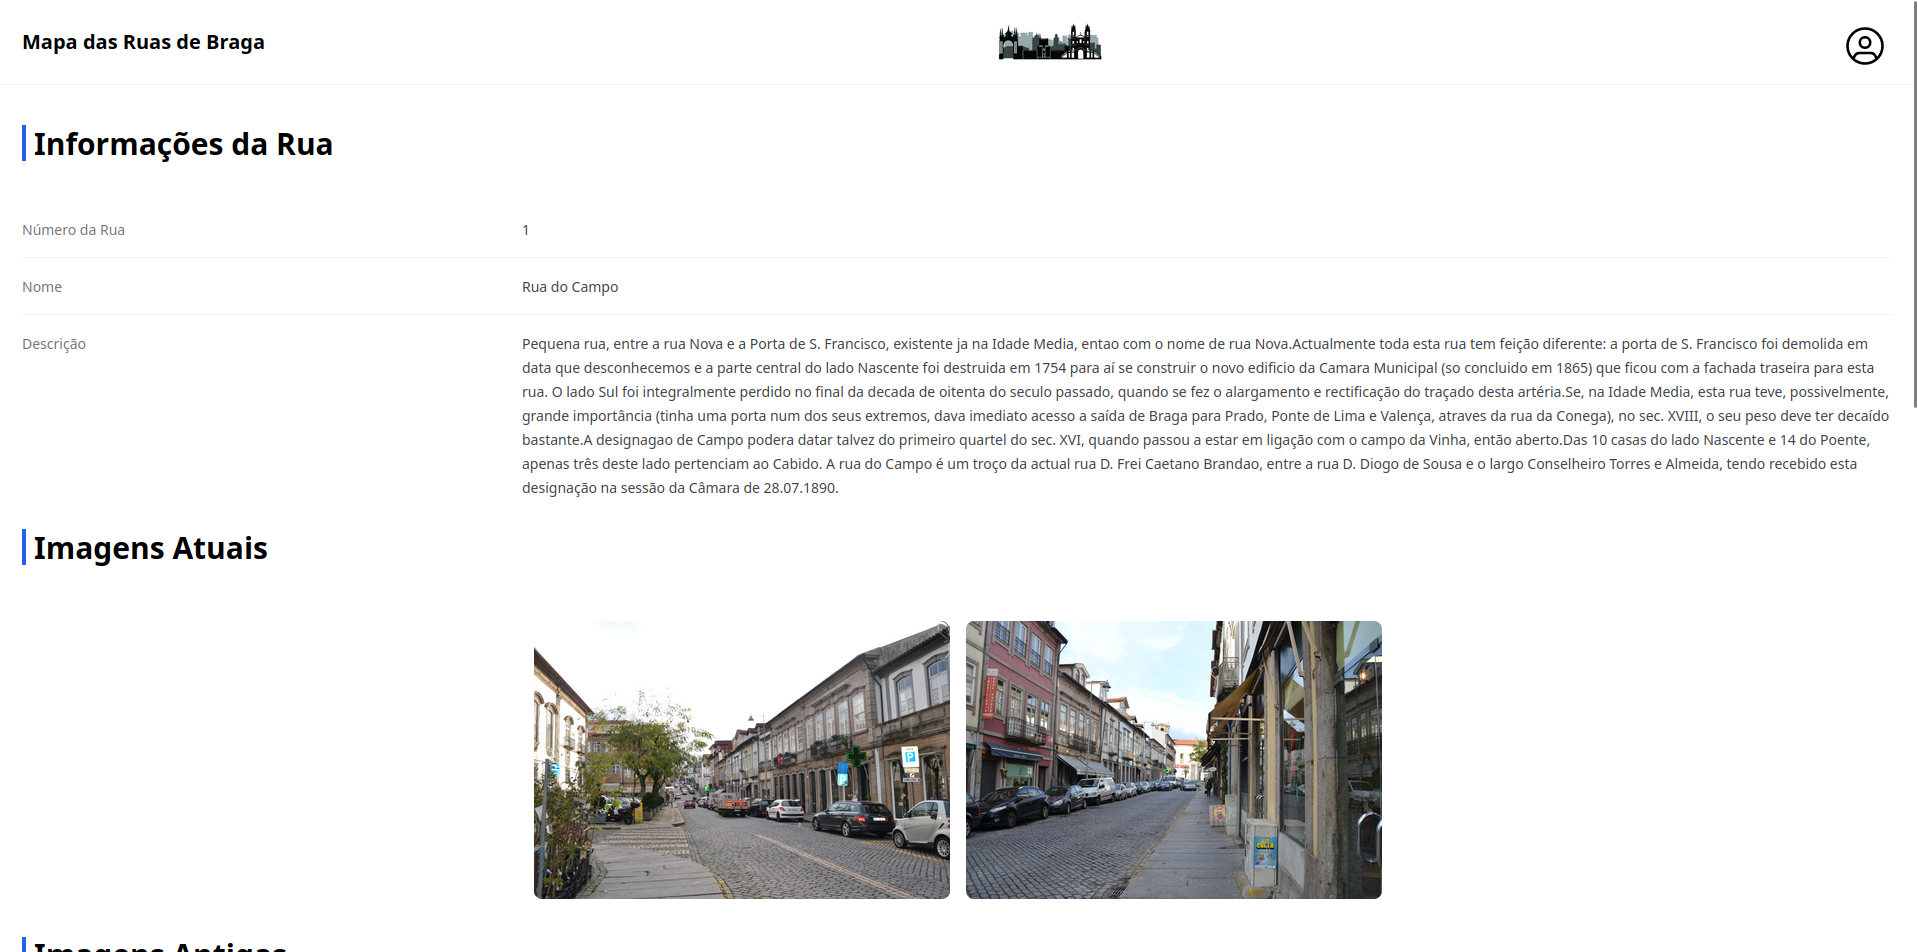 Mapa das Ruas de Braga
Informações da Rua
Número da Rua
1
Nome
Rua do Campo
Descrição
Pequena rua, entre a rua Nova e a Porta de S. Francisco, existente ja na Idade Media, entao com o nome de rua Nova.Actualmente toda esta rua tem feição diferente: a porta de S. Francisco foi demolida em
data que desconhecemos e a parte central do lado Nascente foi destruida em 1754 para aí se construir o novo edificio da Camara Municipal (so concluido em 1865) que ficou com a fachada traseira para esta
rua. O lado Sul foi integralmente perdido no final da decada de oitenta do seculo passado, quando se fez o alargamento e rectificação do traçado desta artéria.Se, na Idade Media, esta rua teve, possivelmente,
grande importância (tinha uma porta num dos seus extremos, dava imediato acesso a saída de Braga para Prado, Ponte de Lima e Valença, atraves da rua da Conega), no sec. XVIII, o seu peso deve ter decaído
bastante.A designagao de Campo podera datar talvez do primeiro quartel do sec. XVI, quando passou a estar em ligação com o campo da Vinha, então aberto.Das 10 casas do lado Nascente e 14 do Poente,
apenas três deste lado pertenciam ao Cabido. A rua do Campo é um troço da actual rua D. Frei Caetano Brandao, entre a rua D. Diogo de Sousa e o largo Conselheiro Torres e Almeida, tendo recebido esta
designação na sessão da Câmara de 28.07.1890.
Imagens Atuais
P
P
Imagens Antigas